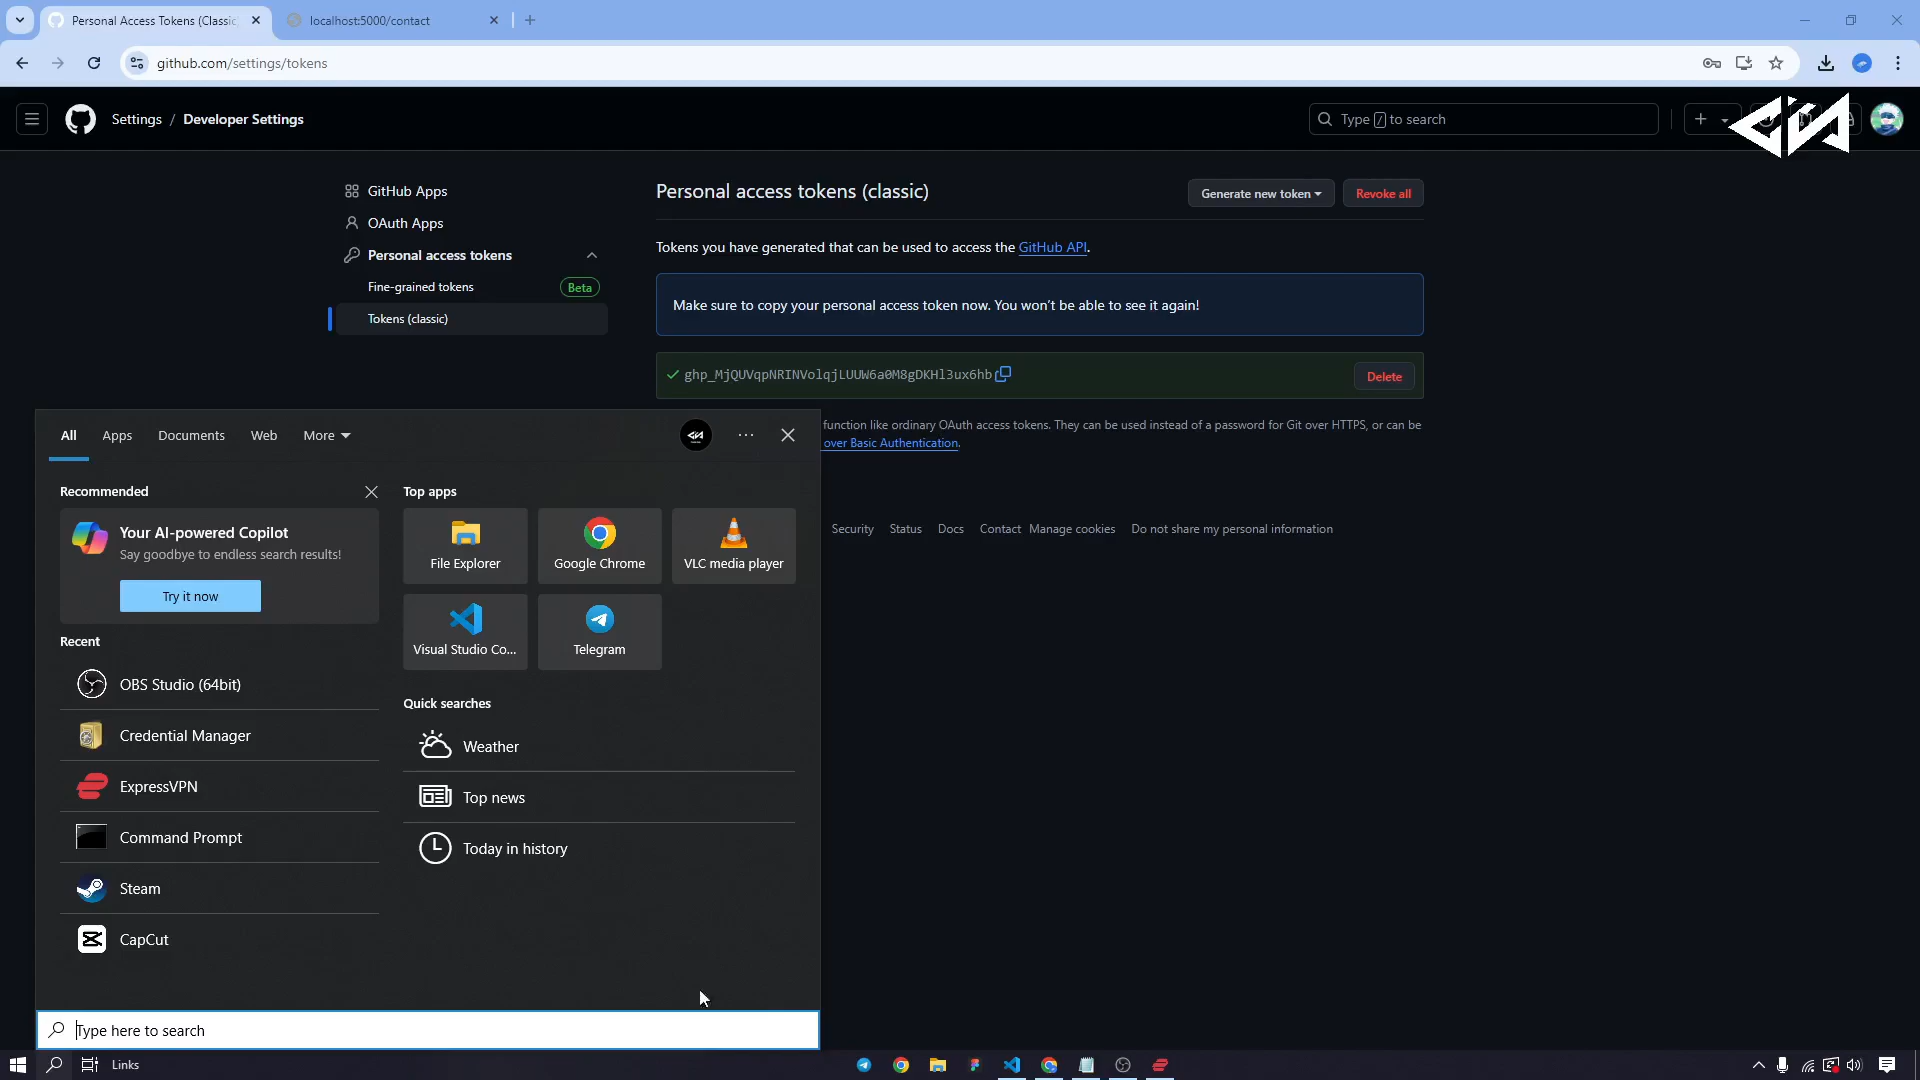 Personal Access Tokens (Classic
localhost:5000/contact
github.com/settings/tokens
Settings / Developer Settings
Type / to search
GitHub Apps
OAuth Apps
Personal access tokens
Fine-grained tokens
Beta
Tokens (classic)
Personal access tokens (classic)
Generate new token
Revoke all
Tokens you have generated that can be used to access the GitHub API.
Make sure to copy your personal access token now. You won't be able to see it again!
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
Delete
function like ordinary OAuth access tokens. They can be used instead of a password for Git over HTTPS, or can be
over Basic Authentication.
Security Status Docs Contact Manage cookies Do not share my personal information
All Apps Documents Web More
Recommended
Your AI-powered Copilot
Say goodbye to endless search results!
Try it now
Recent
OBS Studio (64bit)
Credential Manager
ExpressVPN
Command Prompt
Steam
CapCut
Top apps
File Explorer
Google Chrome
VLC media player
Visual Studio Co...
Telegram
Quick searches
Weather
Top news
Today in history
Type here to search
Links